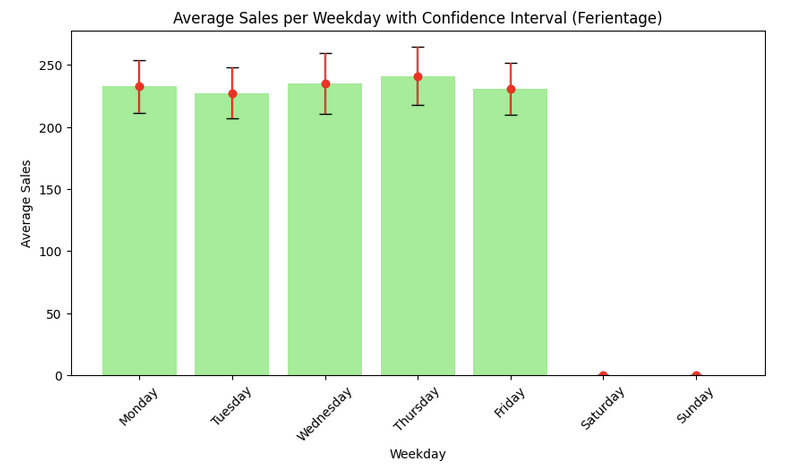 Average Sales per Weekday with Confidence Interval (Ferientage)
250
200
150
100
50
0
Average Sales
Monday
Tuesday
Wednesday
Thursday
Friday
Saturday
Sunday
Weekday